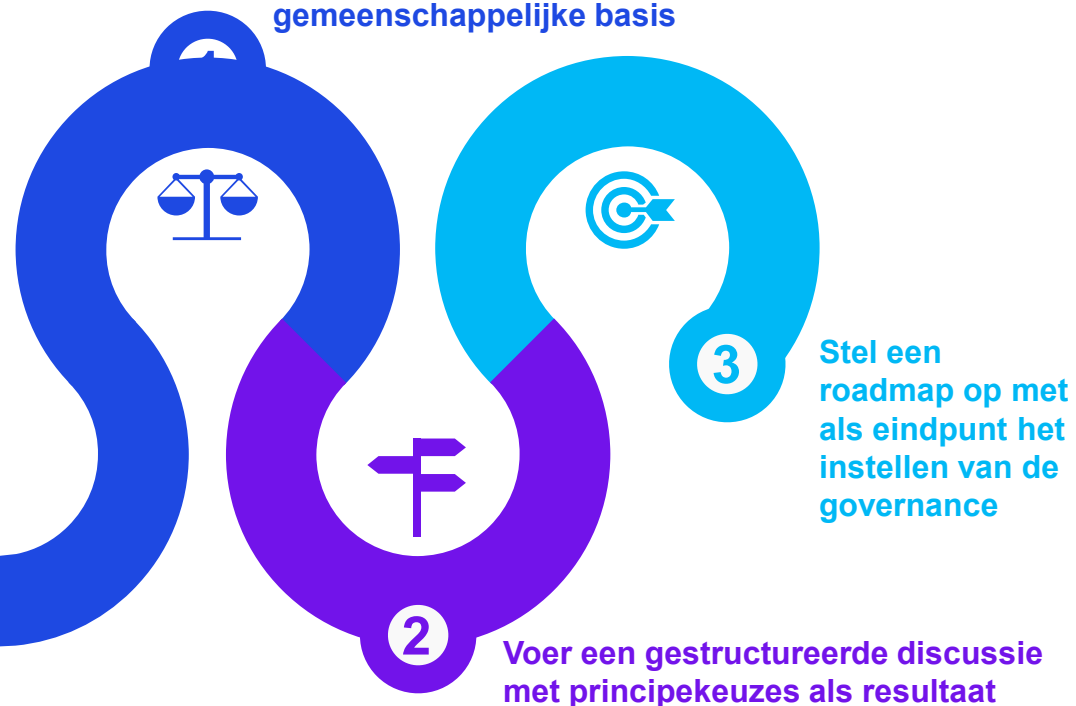 gemeenschappelijke basis
3
Stel een
roadmap op met
als eindpunt het
instellen van de
governance
2
Voer een gestructureerde discussie
met principekeuzes als resultaat